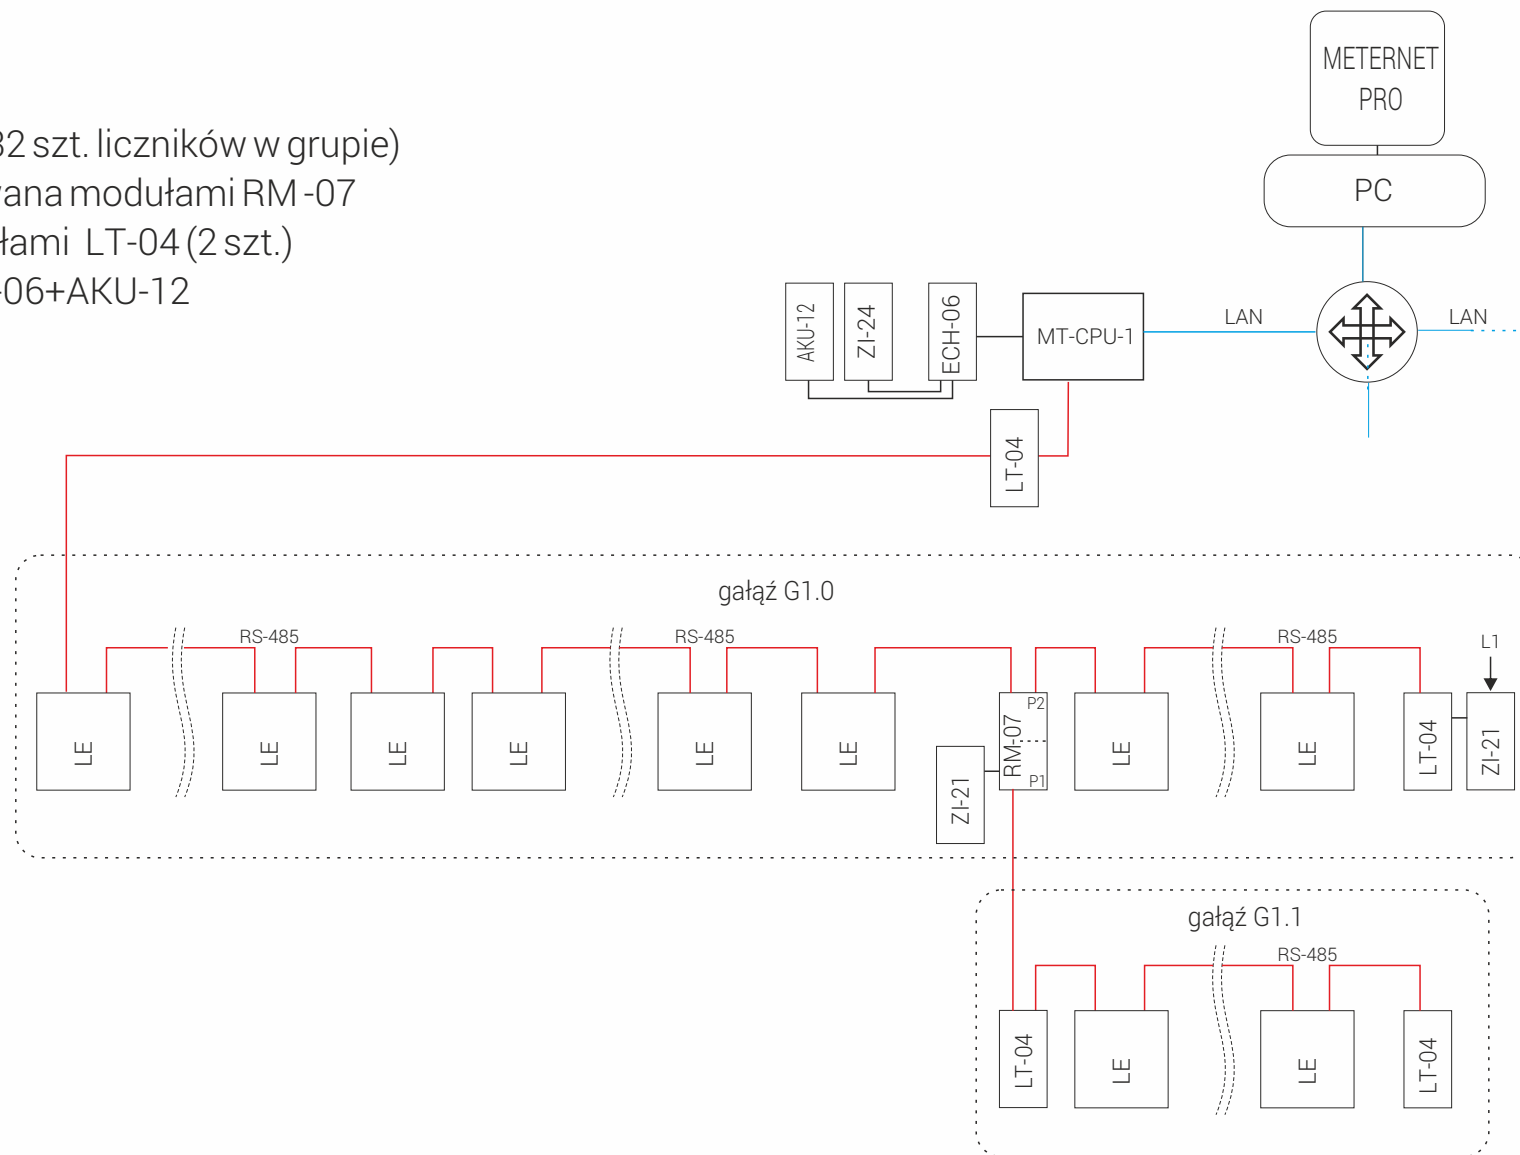 METERNET
PRO
PC
32 szt. liczników w grupie)
wana modułami RM -07
łami LT-04 (2 szt.)
-06+AKU-12
AKU-12
ZI-24
ECH-06
MT-CPU-1
LAN
LAN
LT-04
gałąź G1.0
RS-485
RS-485
RS-485
L1
LE
LE
LE
LE
LE
LE
ZI-21
RM-07
P2
P1
LE
LE
LT-04
ZI-21
gałąź G1.1
RS-485
LT-04
LE
LE
LT-04